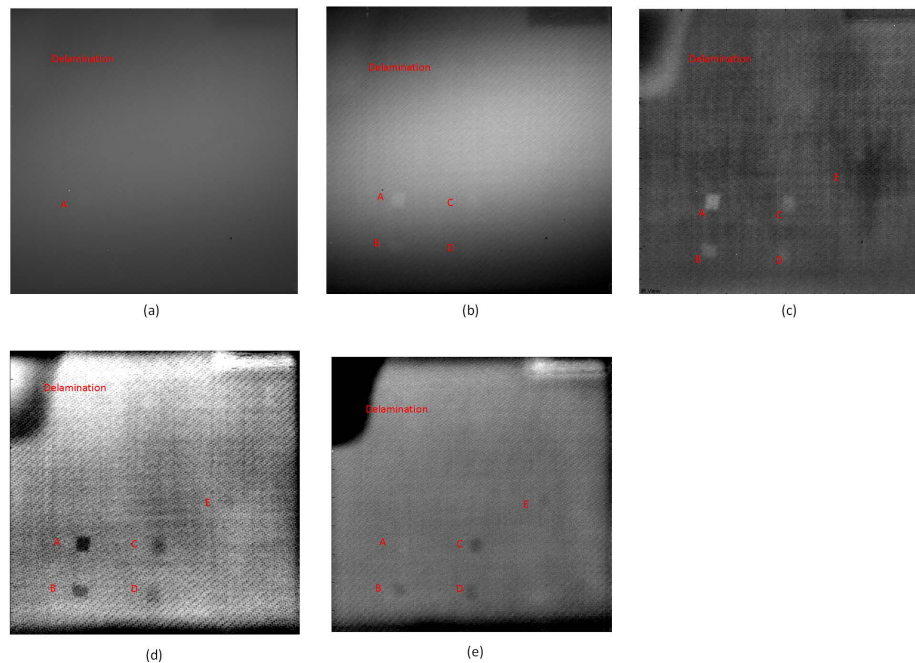 Delamination
A
(a)
Delamination
A
C
B
D
(b)
Delamination
E
A
C
B
D
(c)
Delamination
E
A
C
B
D
(d)
Delamination
E
A
C
B
D
(e)